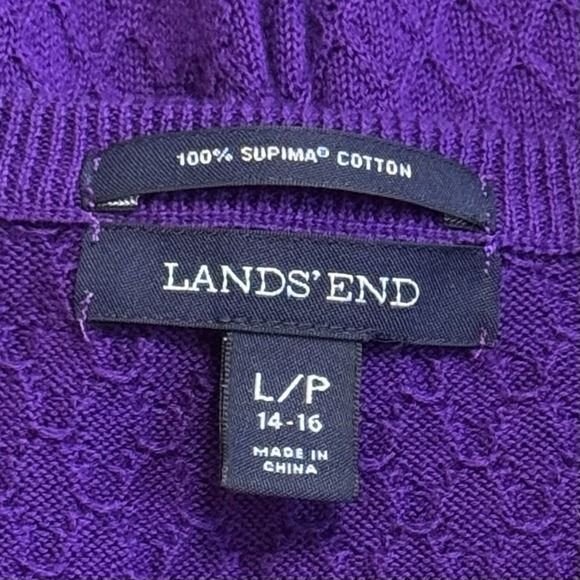 100% SUPIMA® COTTON
LANDS' END
L/P
14-16
MADE IN
CHINA